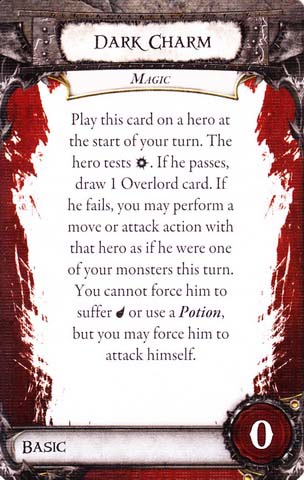 Dark Charm
Magic
Play this card on a hero at
the start of your turn. The
hero tests . If he passes,
draw 1 Overlord card. If
he fails, you may perform a
move or attack action with
that hero as if he were one
of your monsters this turn.
You cannot force him to
suffer or use a Potion,
but you may force him to
attack himself.
Basic
0